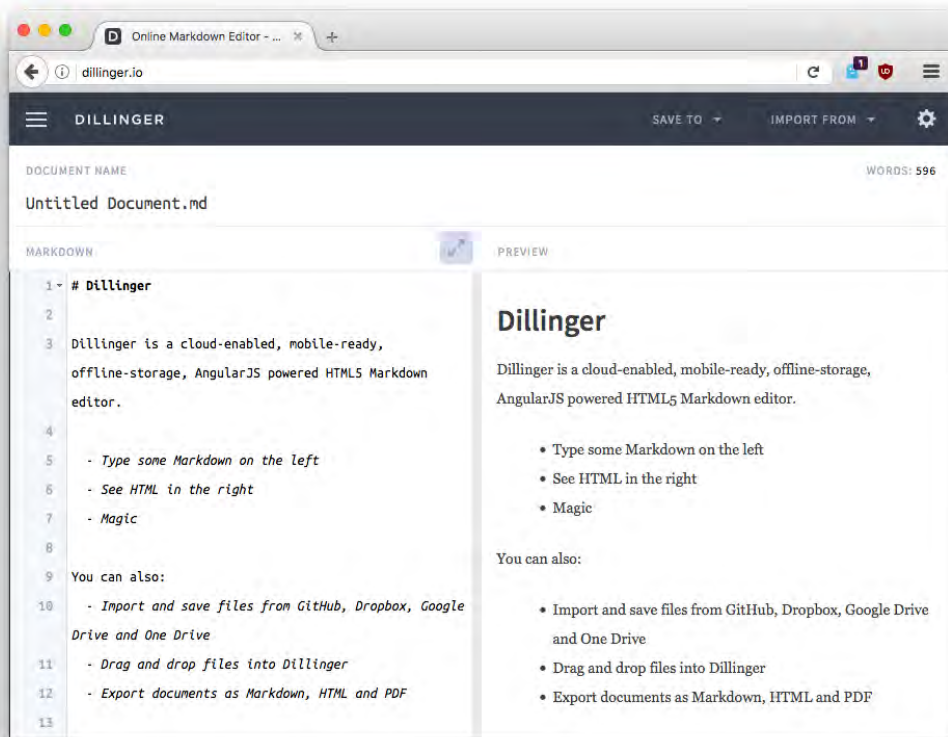 Online Markdown Editor - ...
dillinger.io
1
DILLINGER
SAVE TO
IMPORT FROM
DOCUMENT NAME
WORDS: 596
Untitled Document.md
MARKDOWN
PREVIEW
1 # Dillinger
2
3 Dillinger is a cloud-enabled, mobile-ready,
offline-storage, AngularJS powered HTML5 Markdown
editor.
4
5 - Type some Markdown on the left
6 - See HTML in the right
7 - Magic
8
9 You can also:
10 - Import and save files from GitHub, Dropbox, Google
Drive and One Drive
11 - Drag and drop files into Dillinger
12 - Export documents as Markdown, HTML and PDF
13
Dillinger
Dillinger is a cloud-enabled, mobile-ready, offline-storage,
AngularJS powered HTML5 Markdown editor.
• Type some Markdown on the left
• See HTML in the right
• Magic
You can also:
• Import and save files from GitHub, Dropbox, Google Drive
and One Drive
• Drag and drop files into Dillinger
• Export documents as Markdown, HTML and PDF